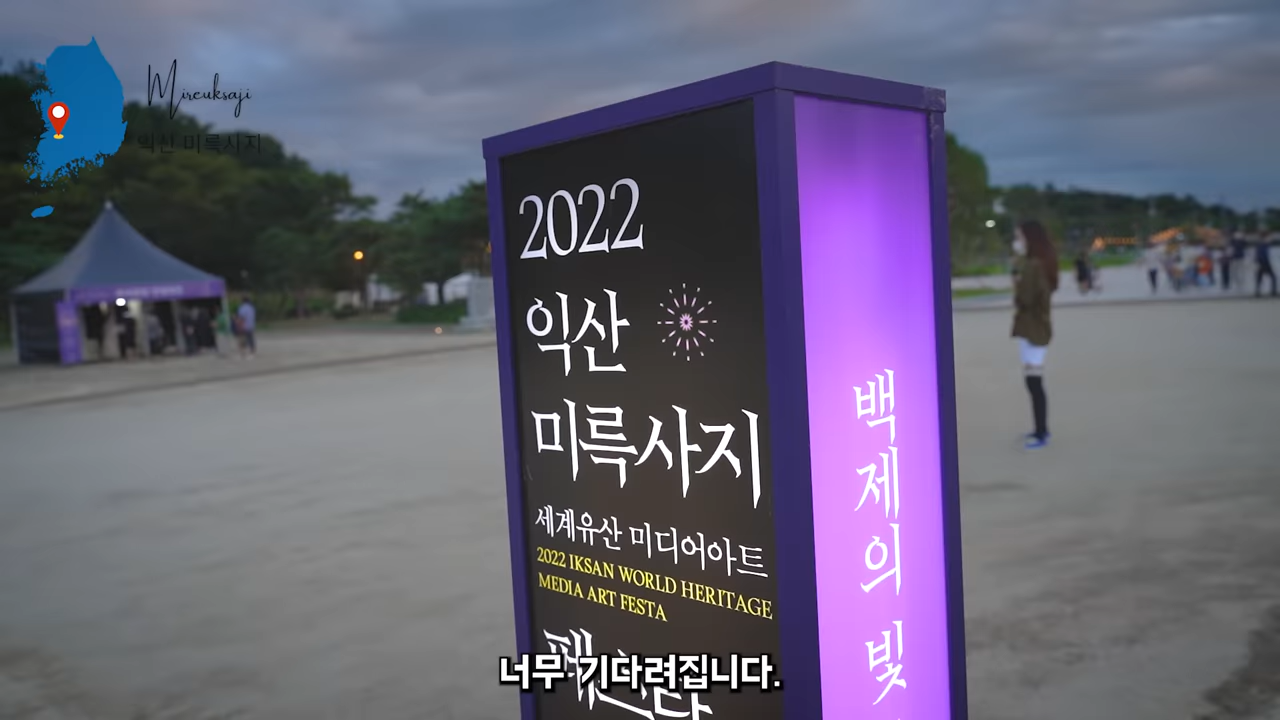 Mireuksaji
익산 미륵사지
2022
익산
미륵사지
세계유산 미디어아트
2022 IKSAN WORLD HERITAGE
MEDIA ART FESTA
백제의 빛
너무 기다려집니다.